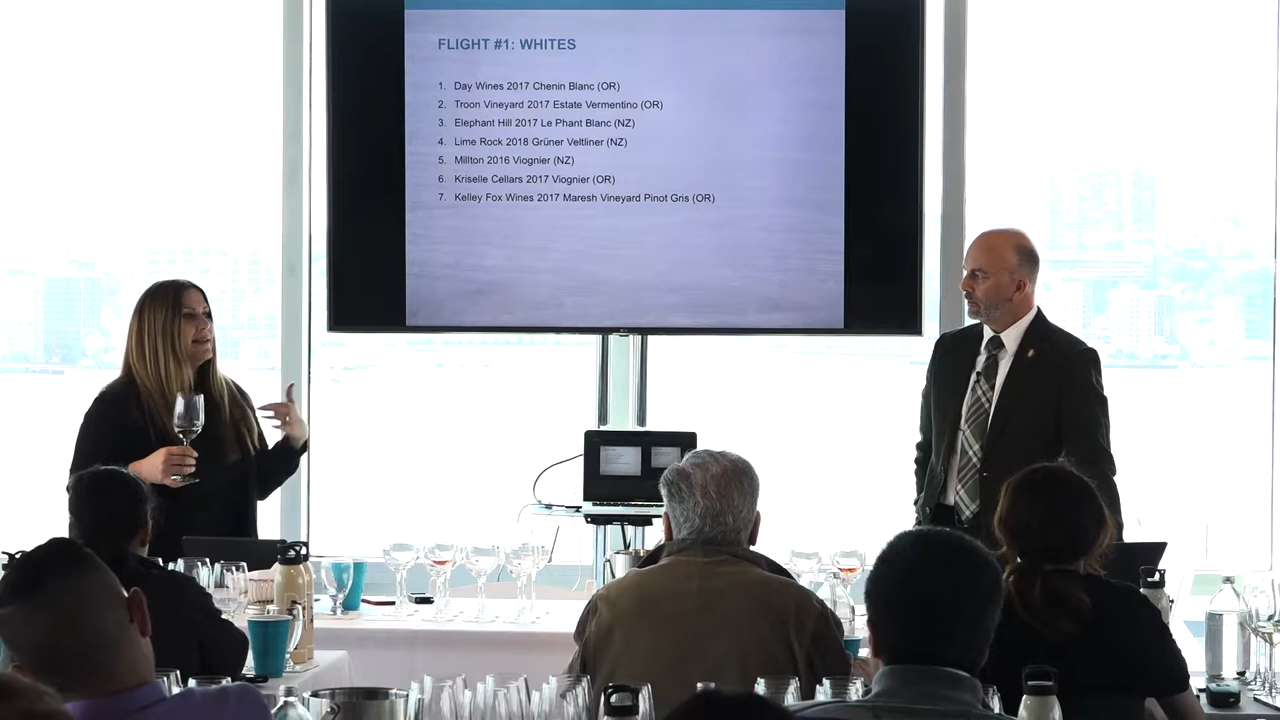 FLIGHT #1: WHITES
1. Day Wines 2017 Chenin Blanc (OR)
2. Troon Vineyard 2017 Estate Vermentino (OR)
3. Elephant Hill 2017 Le Phant Blanc (NZ)
4. Lime Rock 2018 Grüner Veltliner (NZ)
5. Millton 2016 Viognier (NZ)
6. Kriselle Cellars 2017 Viognier (OR)
7. Kelley Fox Wines 2017 Maresh Vineyard Pinot Gris (OR)